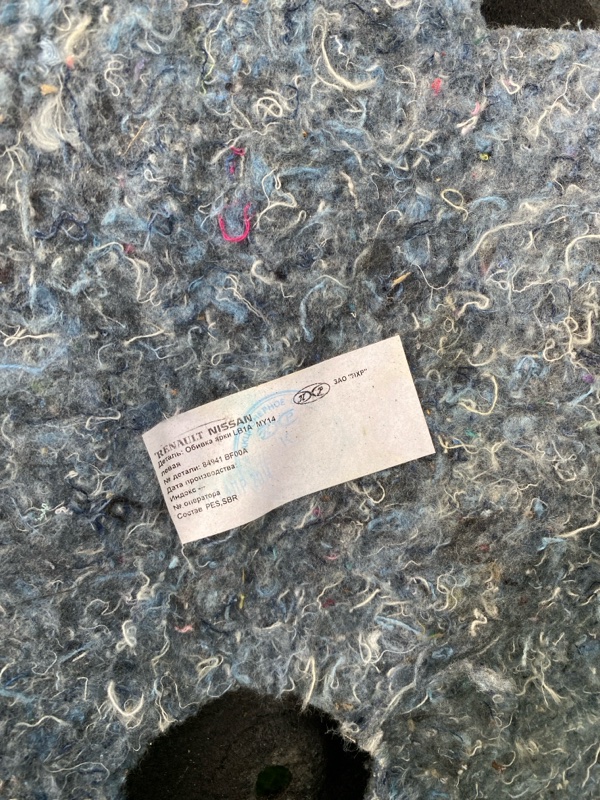 RENAULT NISSAN
ЗАО "ПХР"
Деталь: Обивка арки LB1A MY14
левая
№ детали: 84941 BF00A
Дата производства
Индекс --
№ оператора
Состав PES,SBR